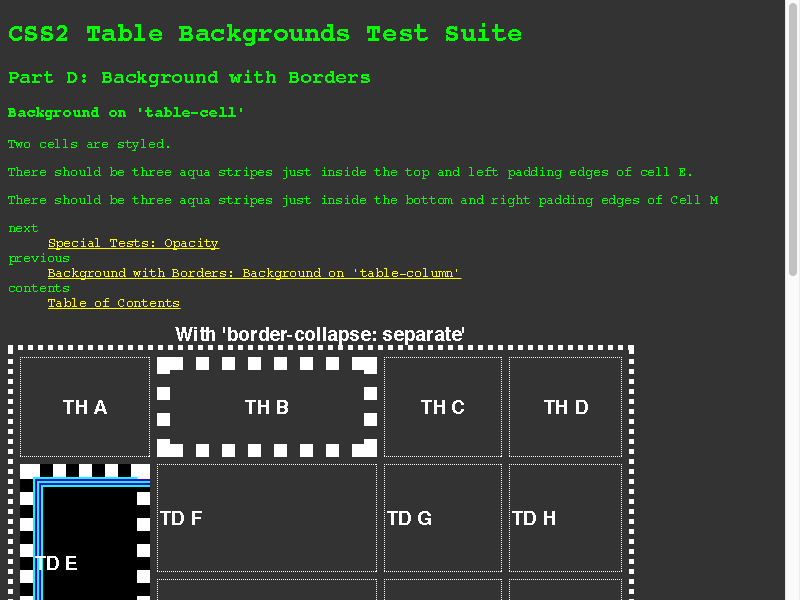 CSS2 Table Backgrounds Test Suite
Part D: Background with Borders
Background on 'table-cell'
Two cells are styled.
There should be three aqua stripes just inside the top and left padding edges of cell E.
There should be three aqua stripes just inside the bottom and right padding edges of Cell M
next
Special Tests: Opacity
previous
Background with Borders: Background on 'table-column'
contents
Table of Contents
With 'border-collapse: separate'
TH A
TH B
TH C
TH D
TD E
TD F
TD G
TD H